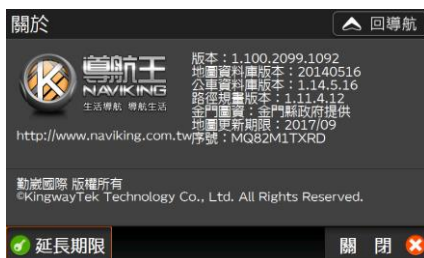 關於
回導航
導航王
NAVIKING
生活導航 導航生活
版本：1.100.2099.1092
地圖資料庫版本：20140516
公車資料庫版本：1.14.5.16
路徑規畫版本：1.11.4.12
金門圖資：金門縣政府提供
地圖更新期限：2017/09
http://www.naviking.com.tw序號：MQ82M1TXRD
勤崴國際 版權所有
©KingwayTek Technology Co., Ltd. All Rights Reserved.
延長期限
關 閉